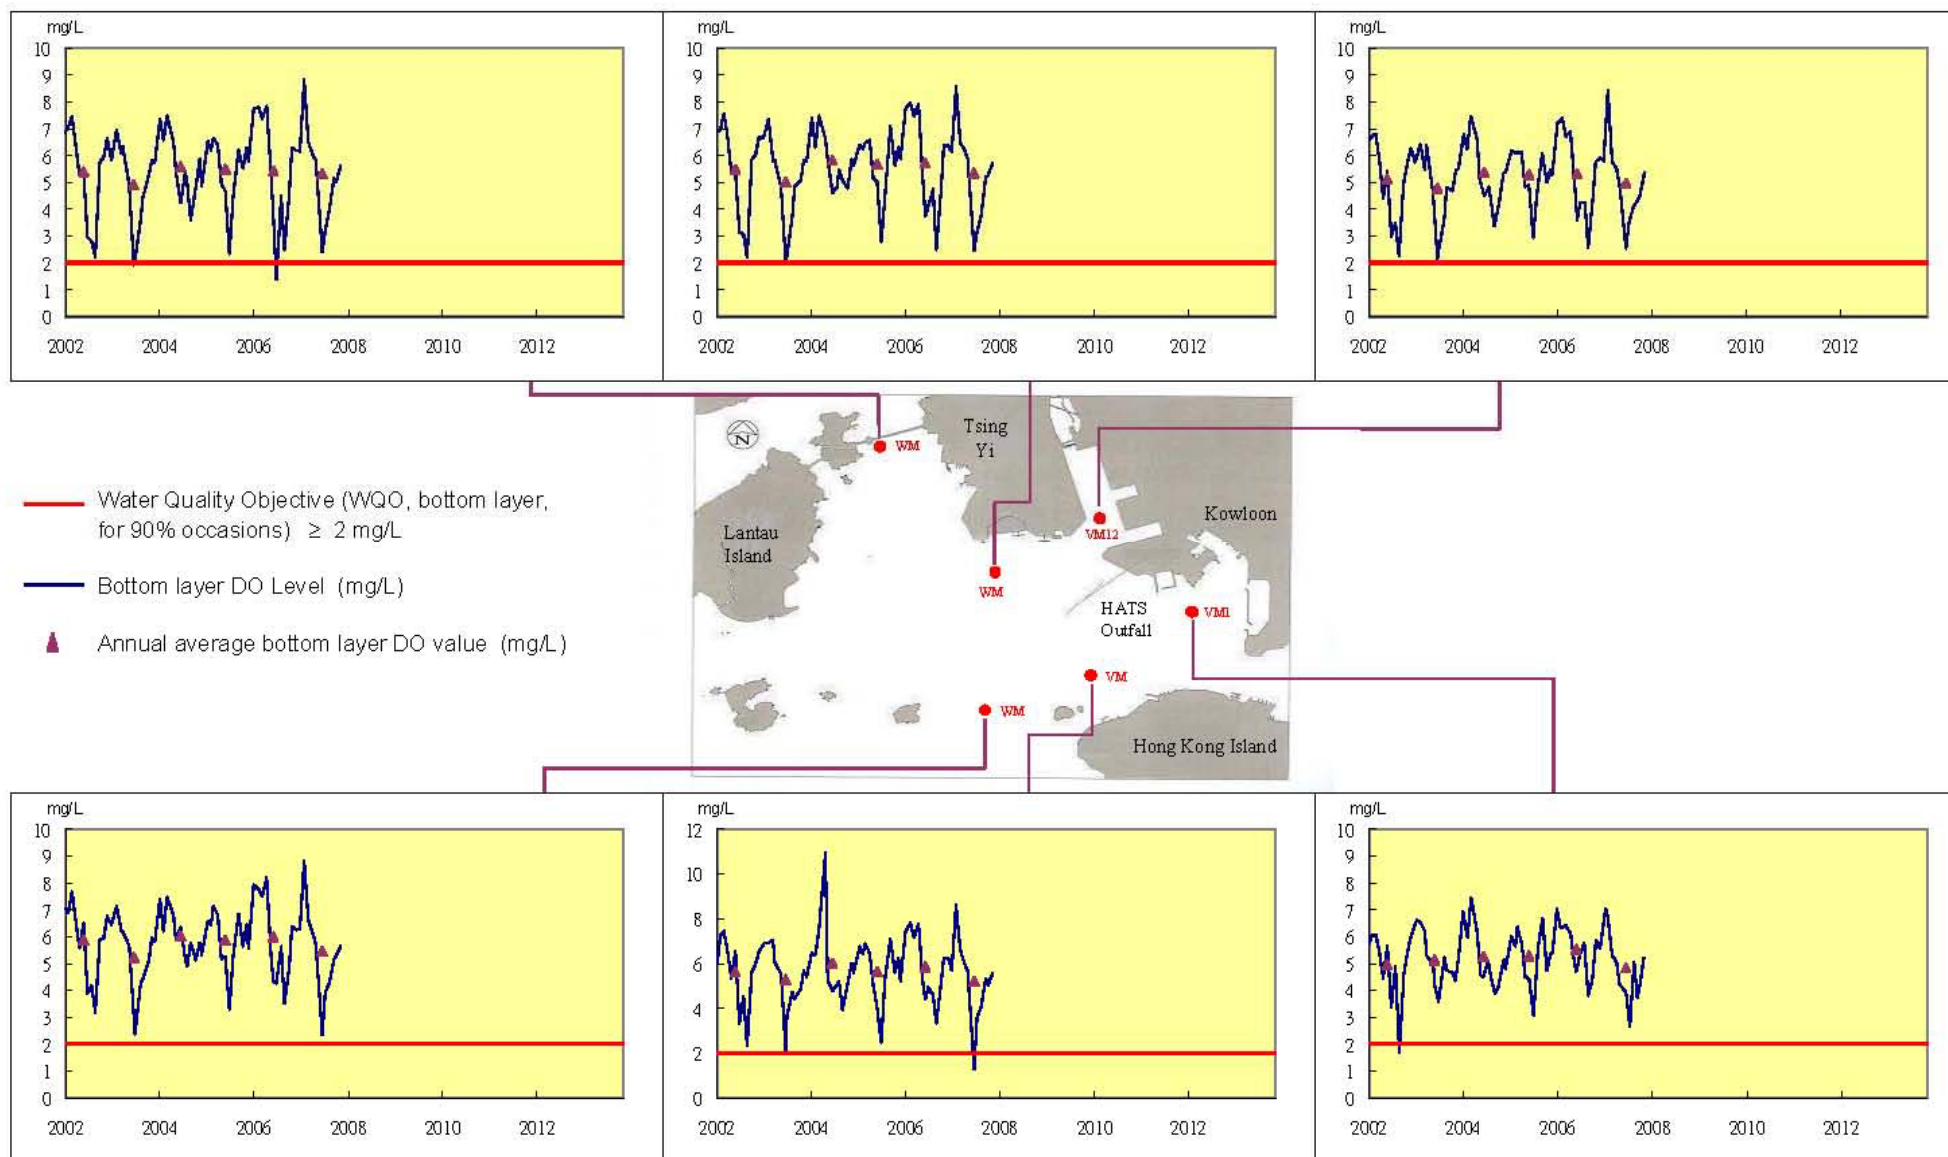 mg/L
10
9
8
7
6
5
4
3
2
1
0
2002 2004 2006 2008 2010 2012
mg/L
10
9
8
7
6
5
4
3
2
1
0
2002 2004 2006 2008 2010 2012
mg/L
10
9
8
7
6
5
4
3
2
1
0
2002 2004 2006 2008 2010 2012
Water Quality Objective (WQO, bottom layer,
for 90% occasions) ≥ 2 mg/L
Bottom layer DO Level (mg/L)
Annual average bottom layer DO value (mg/L)
N
WM
Tsing
Yi
Lantau
Island
Kowloon
VM12
WM
HATS
Outfall
VM1
VM
WM
Hong Kong Island
mg/L
10
9
8
7
6
5
4
3
2
1
0
2002 2004 2006 2008 2010 2012
mg/L
12
10
8
6
4
2
0
2002 2004 2006 2008 2010 2012
mg/L
10
9
8
7
6
5
4
3
2
1
0
2002 2004 2006 2008 2010 2012